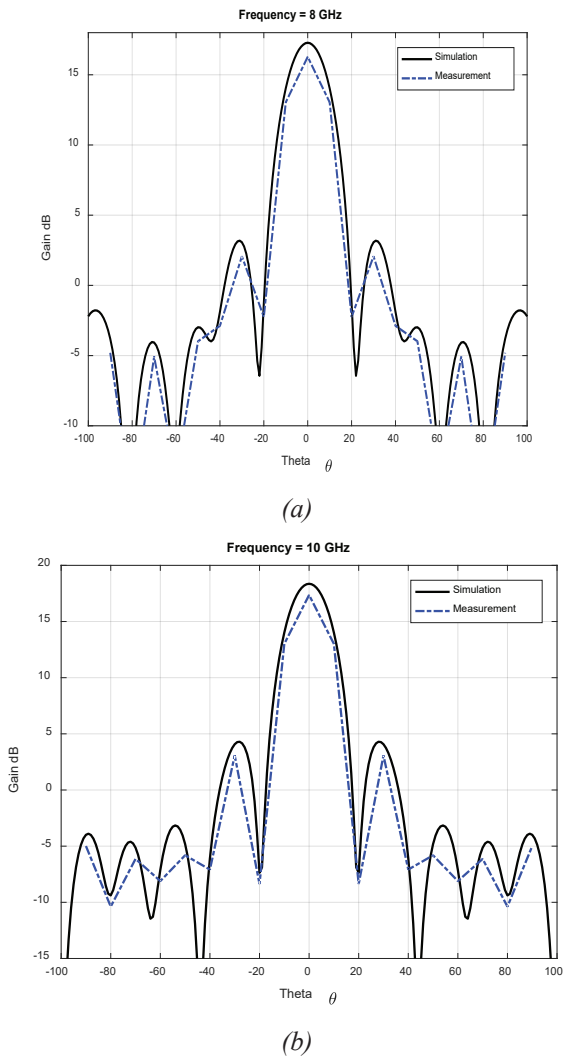 Frequency = 8 GHz
Simulation
Measurement
15
10
5
0
-5
-10
Gain dB
-100 -80 -60 -40 -20 0 20 40 60 80 100
Theta θ
(a)
Frequency = 10 GHz
Simulation
Measurement
20
15
10
5
0
-5
-10
-15
Gain dB
-100 -80 -60 -40 -20 0 20 40 60 80 100
Theta θ
(b)